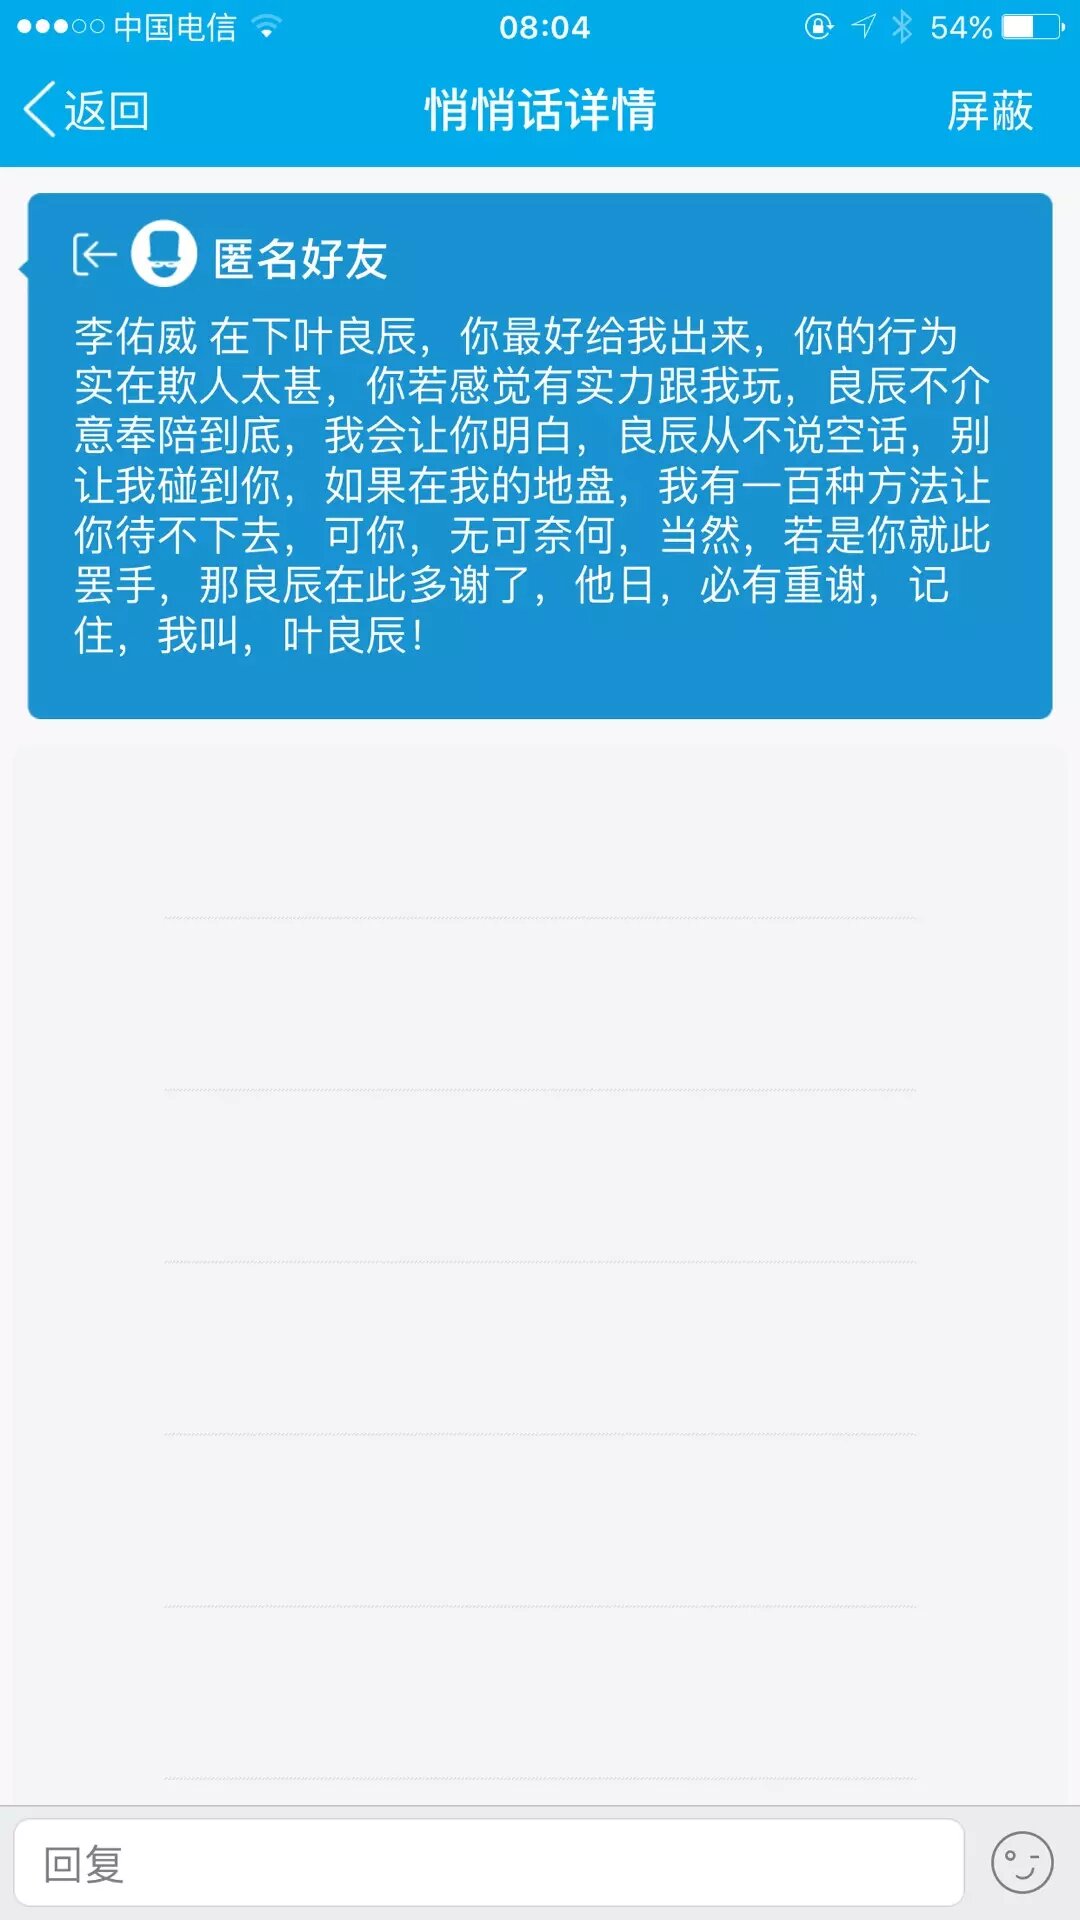 中国电信 08:04 54%
返回 悄悄话详情 屏蔽
匿名好友
李佑威 在下叶良辰，你最好给我出来，你的行为
实在欺人太甚，你若感觉有实力跟我玩，良辰不介
意奉陪到底，我会让你明白，良辰从不说空话，别
让我碰到你，如果在我的地盘，我有一百种方法让
你待不下去，可你，无可奈何，当然，若是你就此
罢手，那良辰在此多谢了，他日，必有重谢，记
住，我叫，叶良辰！
回复